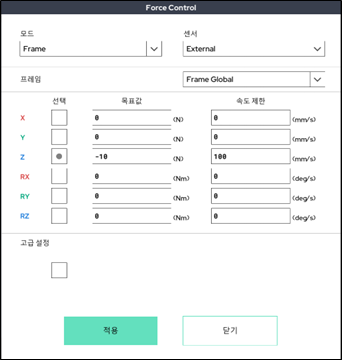 Force Control
모드 센서
Frame External
프레임 Frame Global
선택 목표값 속도 제한
X 0 (N) 0 (mm/s)
Y 0 (N) 0 (mm/s)
Z -10 (N) 100 (mm/s)
RX 0 (Nm) 0 (deg/s)
RY 0 (Nm) 0 (deg/s)
RZ 0 (Nm) 0 (deg/s)
고급 설정
적용 닫기